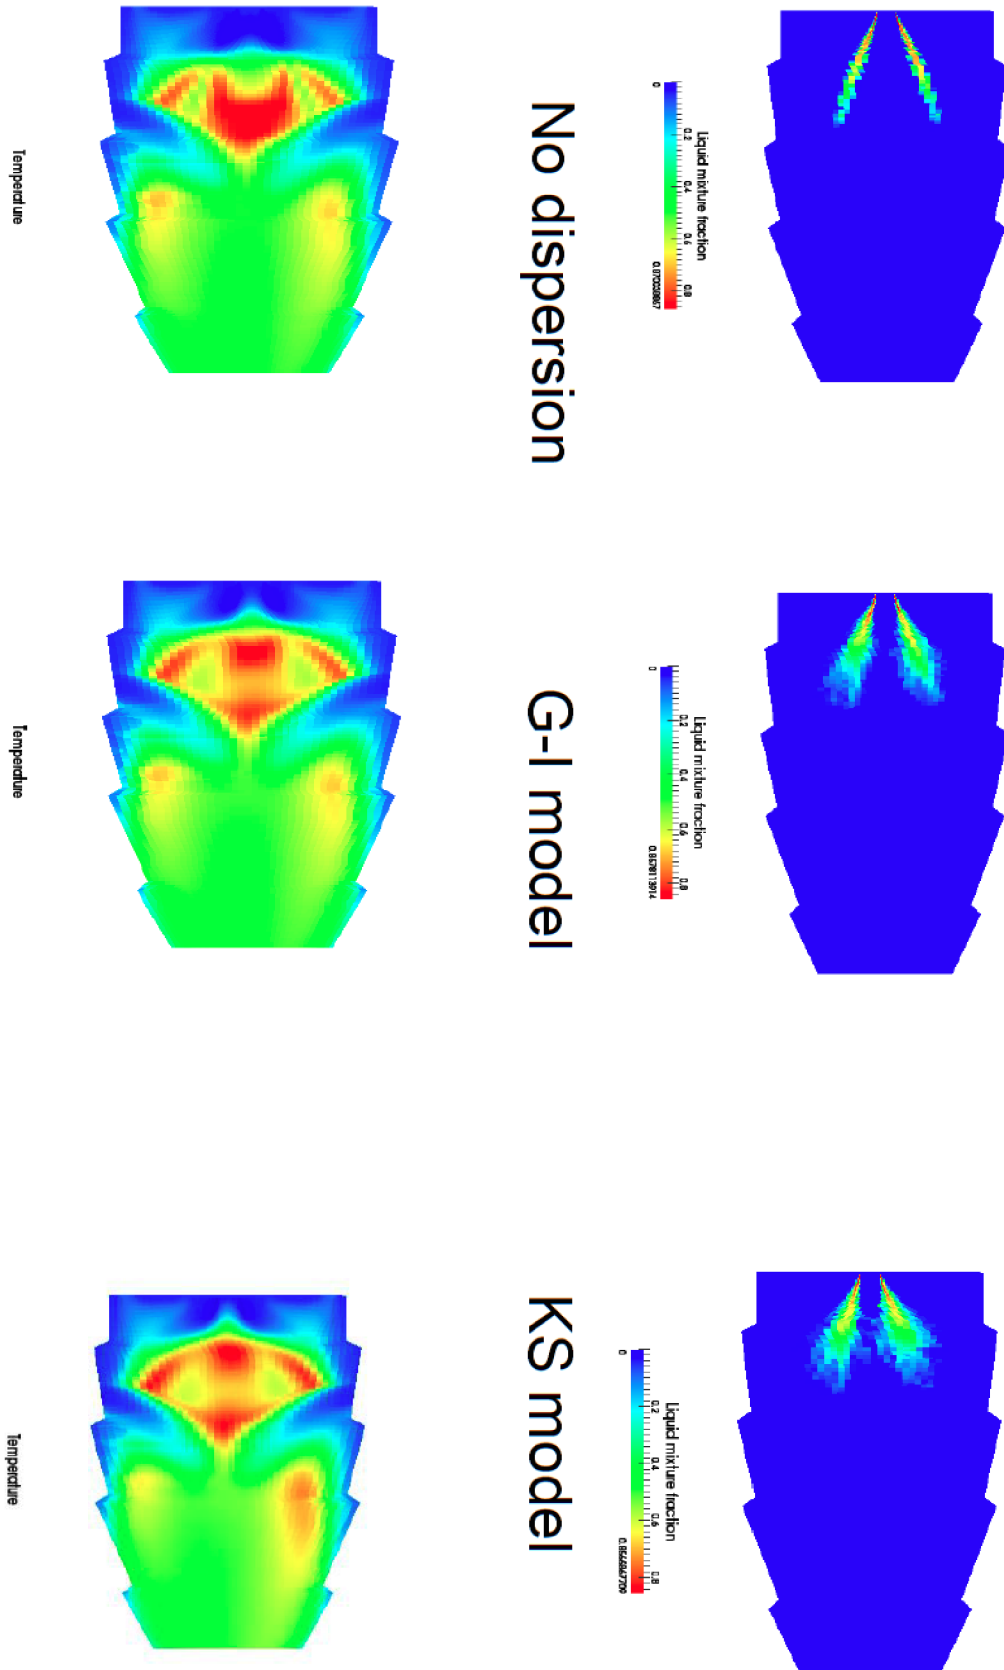 Liquid mixture fraction
0.2 0.4 0.6 0.8
0
No dispersion
Temperature
Liquid mixture fraction
0.2 0.4 0.6 0.8
0 0.8578113914
G-I model
Temperature
Liquid mixture fraction
0.2 0.4 0.6 0.8
0
KS model
Temperature